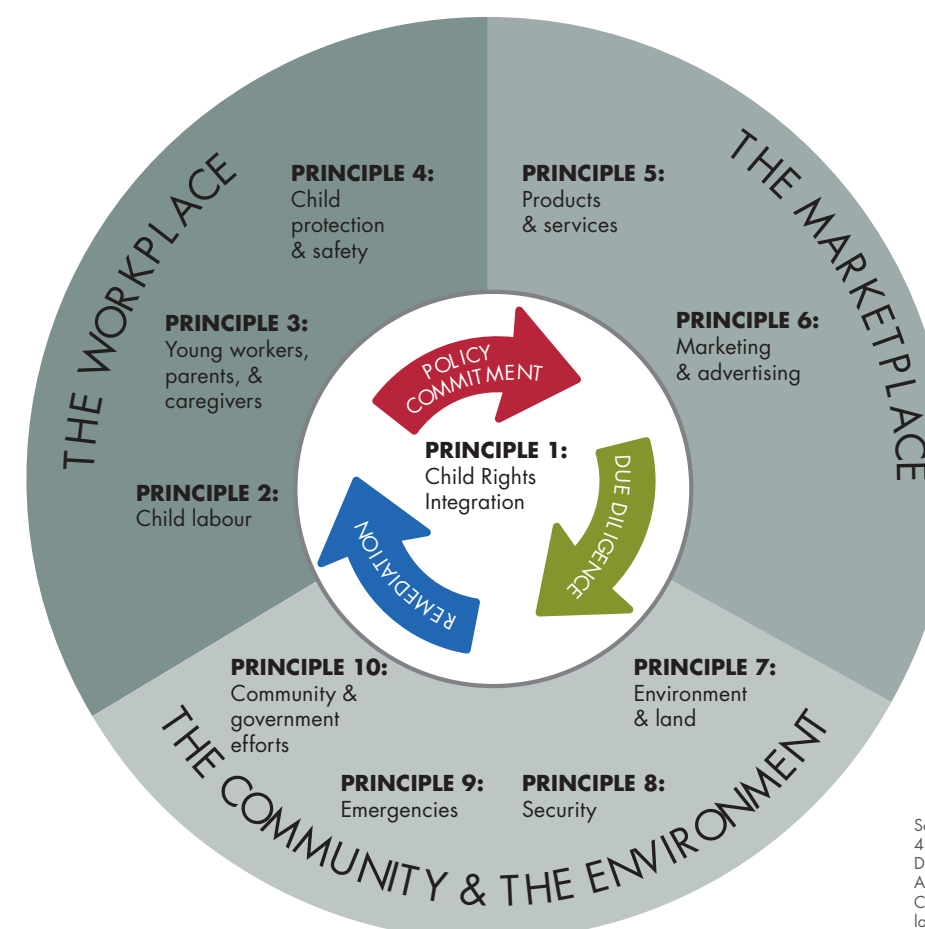 THE WORKPLACE
PRINCIPLE 4:
Child
protection
& safety
PRINCIPLE 3:
Young workers,
parents, &
caregivers
PRINCIPLE 2:
Child labour
THE MARKETPLACE
PRINCIPLE 5:
Products
& services
PRINCIPLE 6:
Marketing
& advertising
POLICY
COMMITMENT
PRINCIPLE 1:
Child Rights
Integration
DUE DILIGENCE
REMEDIATION
PRINCIPLE 10:
Community &
government
efforts
PRINCIPLE 7:
Environment
& land
PRINCIPLE 9:
Emergencies
PRINCIPLE 8:
Security
THE COMMUNITY & THE ENVIRONMENT